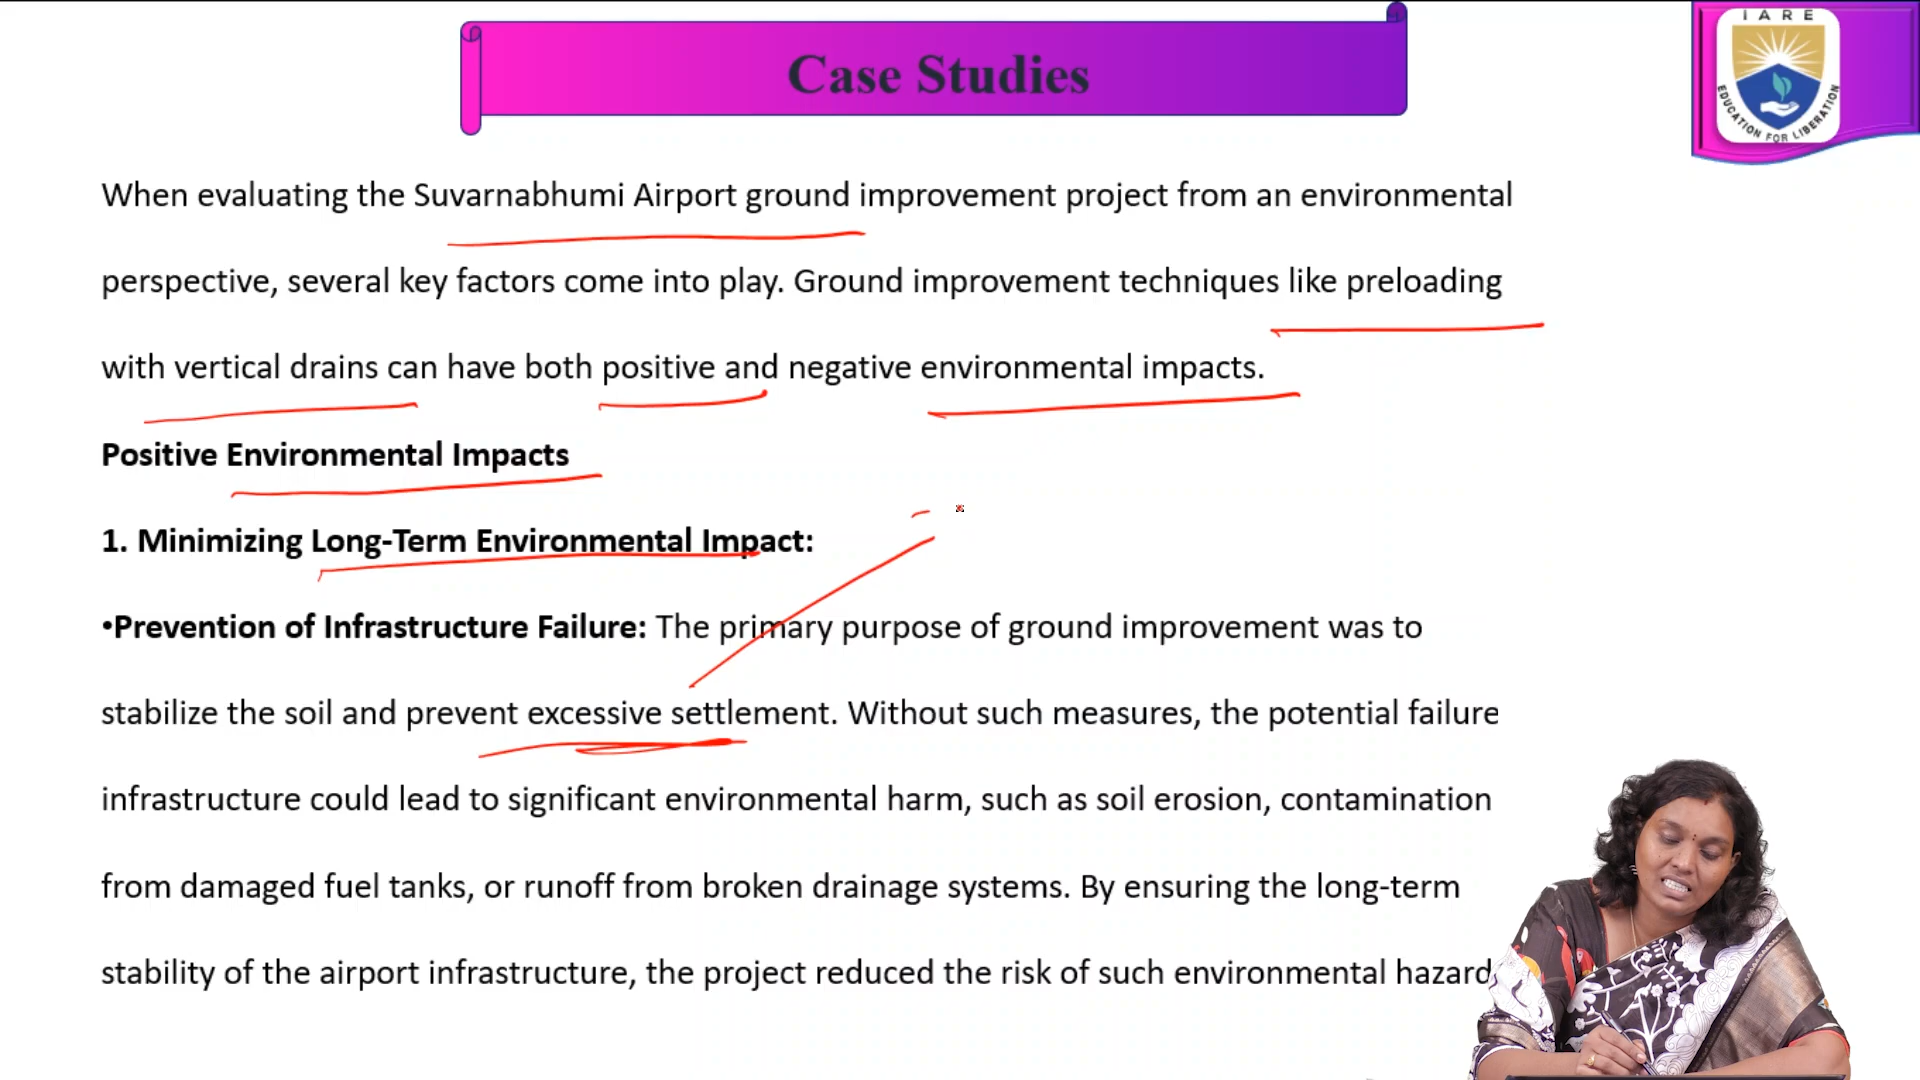 Case Studies
IARE
EDUCATION FOR LIBERATION
When evaluating the Suvarnabhumi Airport ground improvement project from an environmental
perspective, several key factors come into play. Ground improvement techniques like preloading
with vertical drains can have both positive and negative environmental impacts.
Positive Environmental Impacts
1. Minimizing Long-Term Environmental Impact:
•Prevention of Infrastructure Failure: The primary purpose of ground improvement was to
stabilize the soil and prevent excessive settlement. Without such measures, the potential failure
infrastructure could lead to significant environmental harm, such as soil erosion, contamination
from damaged fuel tanks, or runoff from broken drainage systems. By ensuring the long-term
stability of the airport infrastructure, the project reduced the risk of such environmental hazard